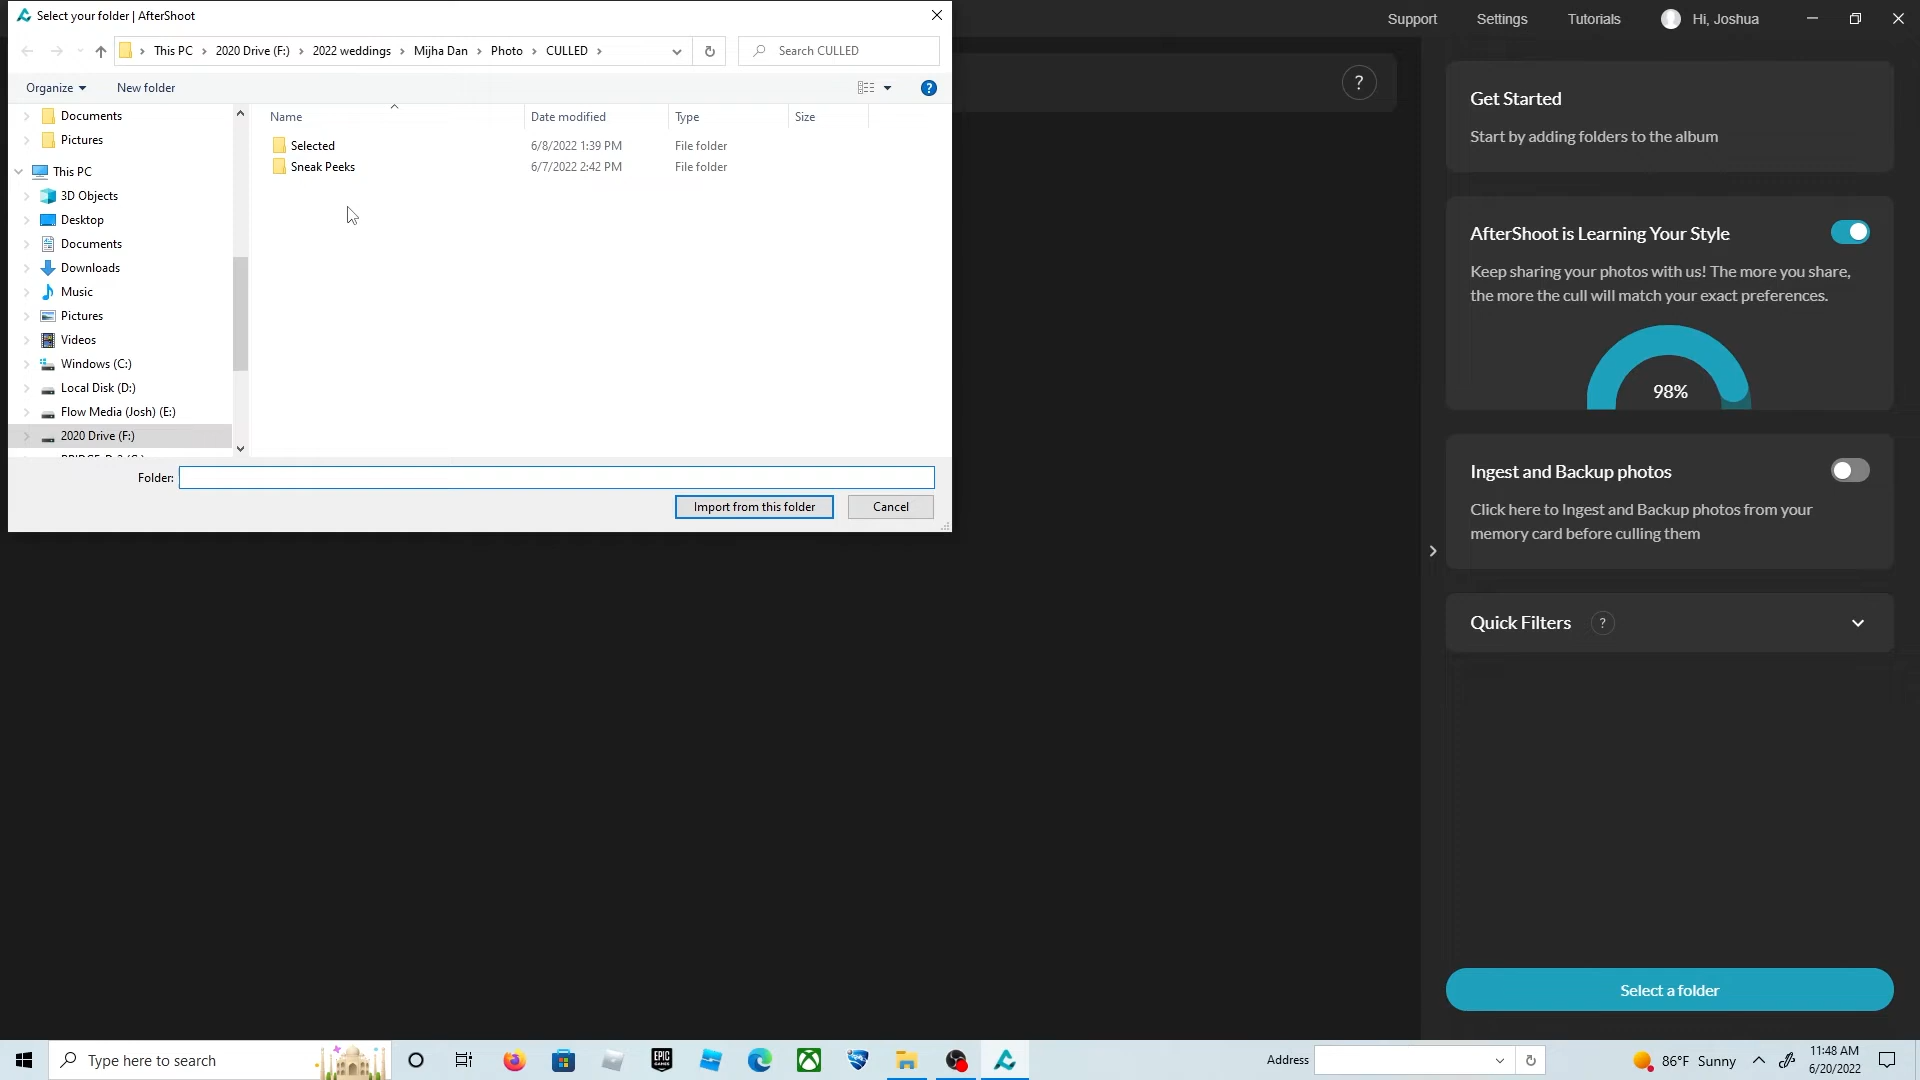 Select your folder | AfterShoot
Support
Settings
Tutorials
Hi, Joshua
This PC > 2020 Drive (F:) > 2022 weddings > Mijha Dan > Photo > CULLED >
Search CULLED
Organize
New folder
?
?
Name
Date modified
Type
Size
Documents
Pictures
This PC
3D Objects
Desktop
Documents
Downloads
Music
Pictures
Videos
Windows (C:)
Local Disk (D:)
Flow Media (Josh) (E:)
2020 Drive (F:)
Selected
6/8/2022 1:39 PM
File folder
Sneak Peeks
6/7/2022 2:42 PM
File folder
Folder:
Import from this folder
Cancel
Get Started
Start by adding folders to the album
AfterShoot is Learning Your Style
Keep sharing your photos with us! The more you share,
the more the cull will match your exact preferences.
98%
Ingest and Backup photos
Click here to Ingest and Backup photos from your
memory card before culling them
Quick Filters
?
Select a folder
Type here to search
EPIC
GAMES
Address
86°F Sunny
11:48 AM
6/20/2022